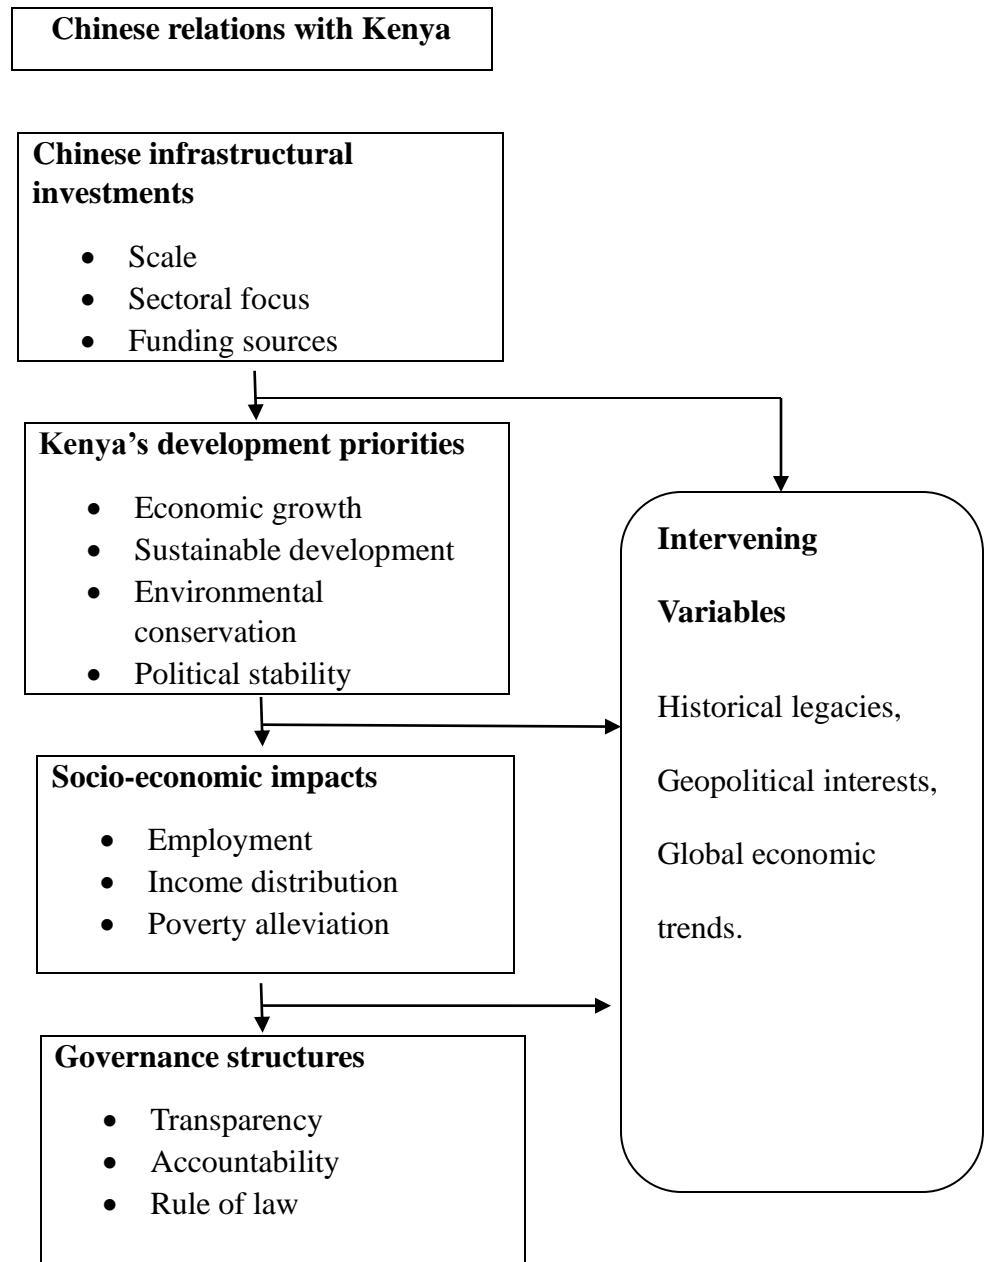 Chinese relations with Kenya
Chinese infrastructural
investments
• Scale
• Sectoral focus
• Funding sources
Kenya’s development priorities
• Economic growth
• Sustainable development
• Environmental
conservation
• Political stability
Socio-economic impacts
• Employment
• Income distribution
• Poverty alleviation
Governance structures
• Transparency
• Accountability
• Rule of law
Intervening
Variables
Historical legacies,
Geopolitical interests,
Global economic
trends.